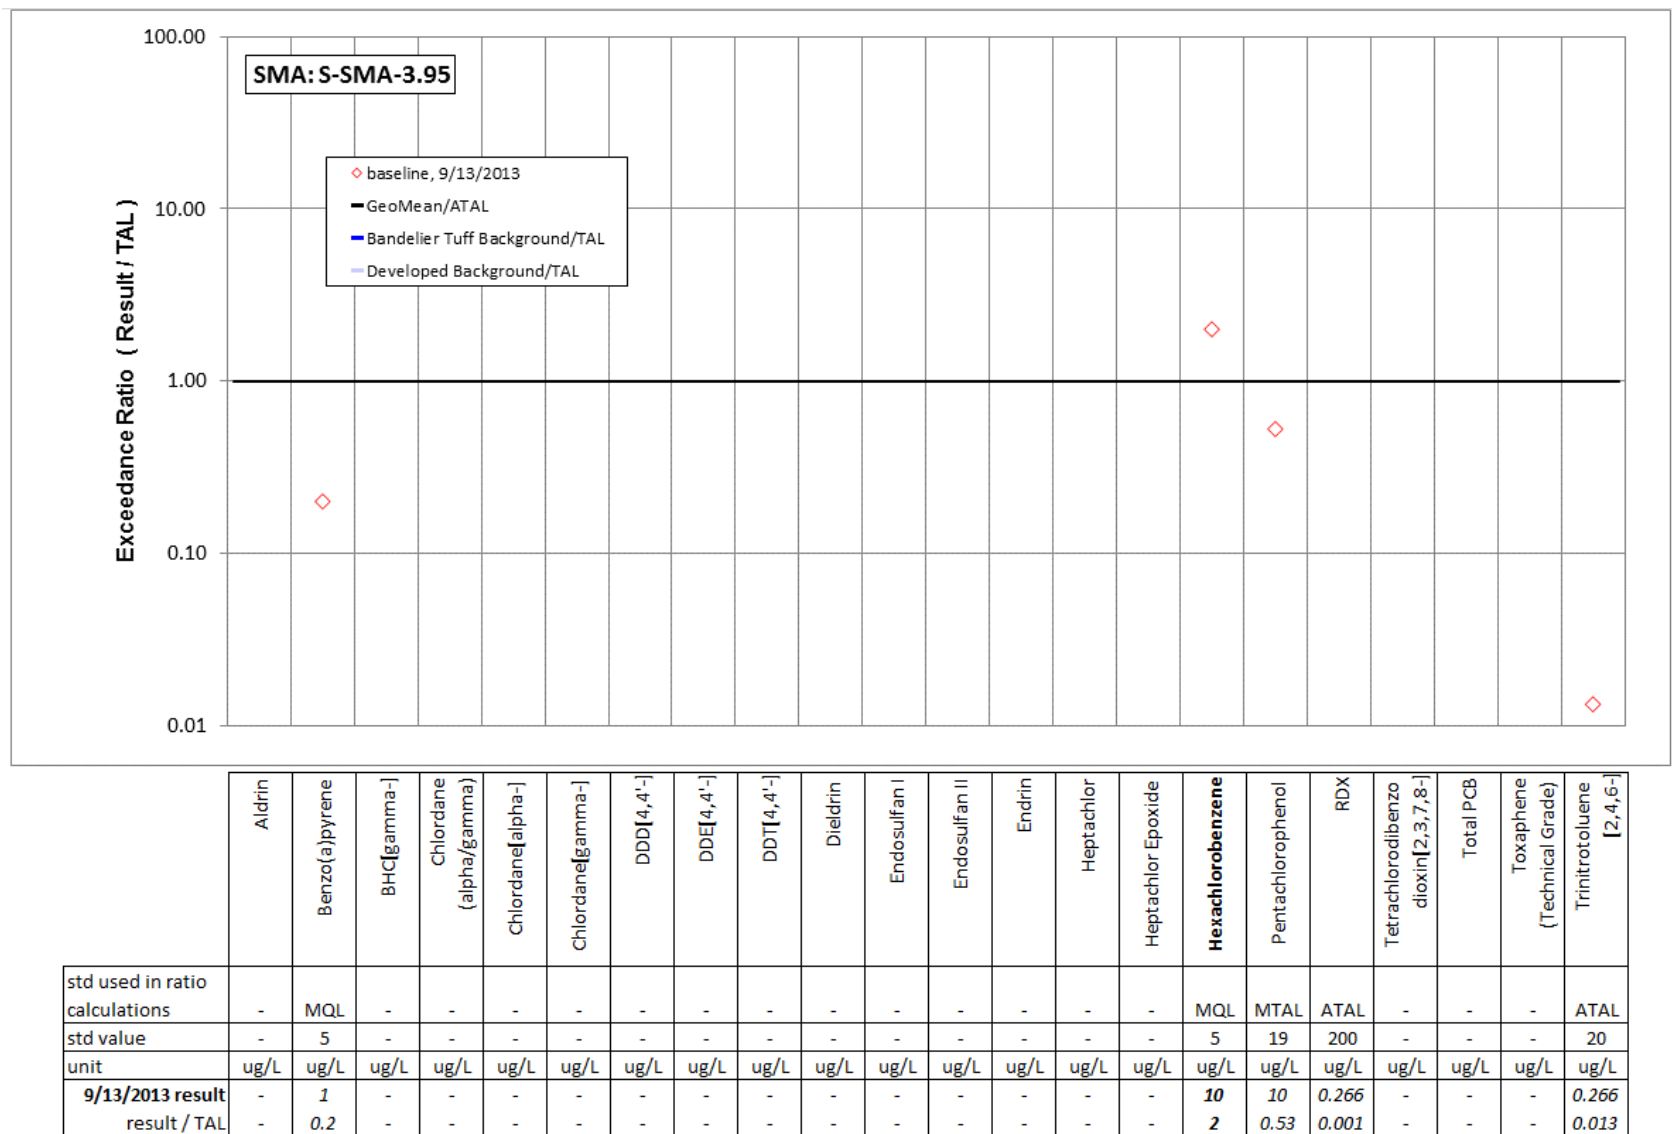 100.00
SMA: S-SMA-3.95
baseline, 9/13/2013
10.00
GeoMean/ATAL
Bandelier Tuff Background/TAL
Developed Background/TAL
Exceedance Ratio ( Result / TAL )
1.00
0.10
0.01
Aldrin
Benzo(a)pyrene
BHC[gamma-]
Chlordane
(alpha/gamma)
Chlordane[alpha-]
Chlordane[gamma-]
DDD[4,4'-]
DDE[4,4'-]
DDT[4,4'-]
Dieldrin
Endosulfan I
Endosulfan II
Endrin
Heptachlor
Heptachlor Epoxide
Hexachlorobenzene
Pentachlorophenol
RDX
Tetrachlorodibenzo
dioxin[2,3,7,8-]
Total PCB
Toxaphene
(Technical Grade)
Trinitrotoluene
[2,4,6-]
std used in ratio
calculations - MQL - - - - - - - - - - - - - MQL MTAL ATAL - - - ATAL
std value - 5 - - - - - - - - - - - - - 5 19 200 - - - 20
unit ug/L ug/L ug/L ug/L ug/L ug/L ug/L ug/L ug/L ug/L ug/L ug/L ug/L ug/L ug/L ug/L ug/L ug/L ug/L ug/L ug/L ug/L
9/13/2013 result - 1 - - - - - - - - - - - - - 10 10 0.266 - - - 0.266
result / TAL - 0.2 - - - - - - - - - - - - - 2 0.53 0.001 - - - 0.013